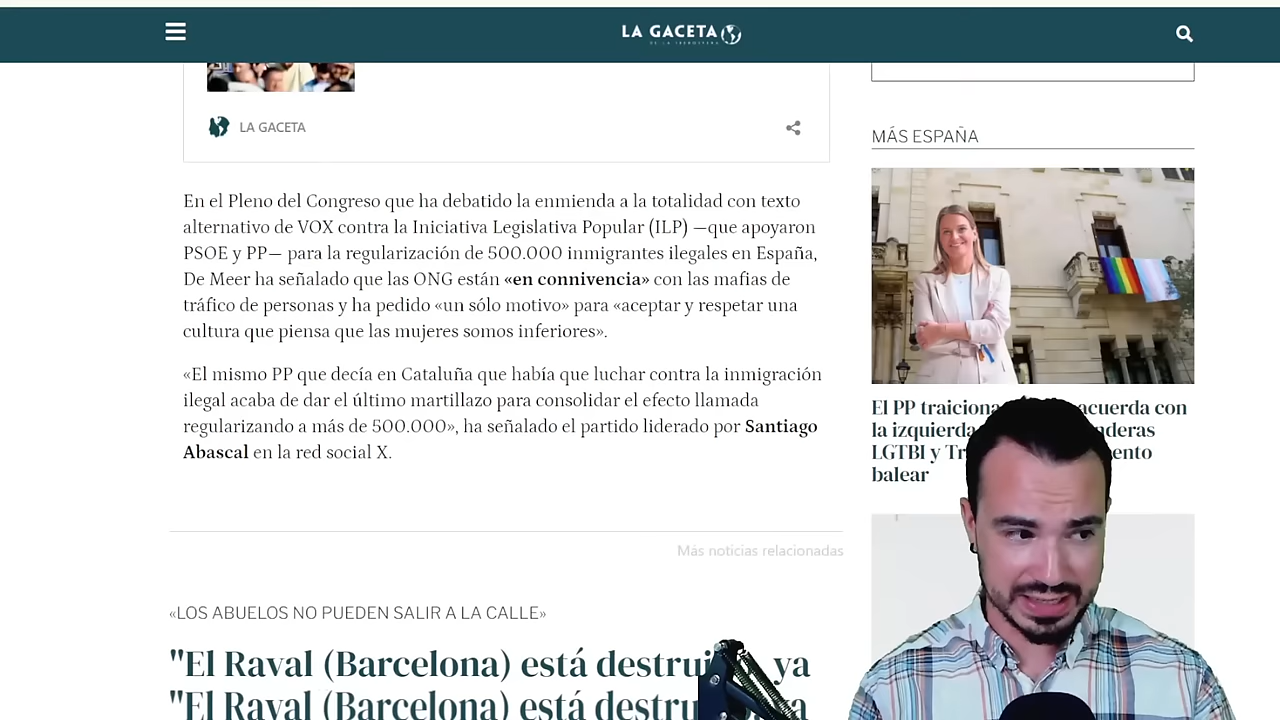 LA GACETA
LA GACETA
En el Pleno del Congreso que ha debatido la enmienda a la totalidad con texto
alternativo de VOX contra la Iniciativa Legislativa Popular (ILP) —que apoyaron
PSOE y PP— para la regularización de 500.000 inmigrantes ilegales en España,
De Meer ha señalado que las ONG están «en connivencia» con las mafias de
tráfico de personas y ha pedido «un sólo motivo» para «aceptar y respetar una
cultura que piensa que las mujeres somos inferiores».
«El mismo PP que decía en Cataluña que había que luchar contra la inmigración
ilegal acaba de dar el último martillazo para consolidar el efecto llamada
regularizando a más de 500.000», ha señalado el partido liderado por Santiago
Abascal en la red social X.
Más noticias relacionadas
«LOS ABUELOS NO PUEDEN SALIR A LA CALLE»
"El Raval (Barcelona) está ya
"El Raval (Barcelona) está
MÁS ESPAÑA
El PP acuerda con
la izquierda
LGTBI y
balear